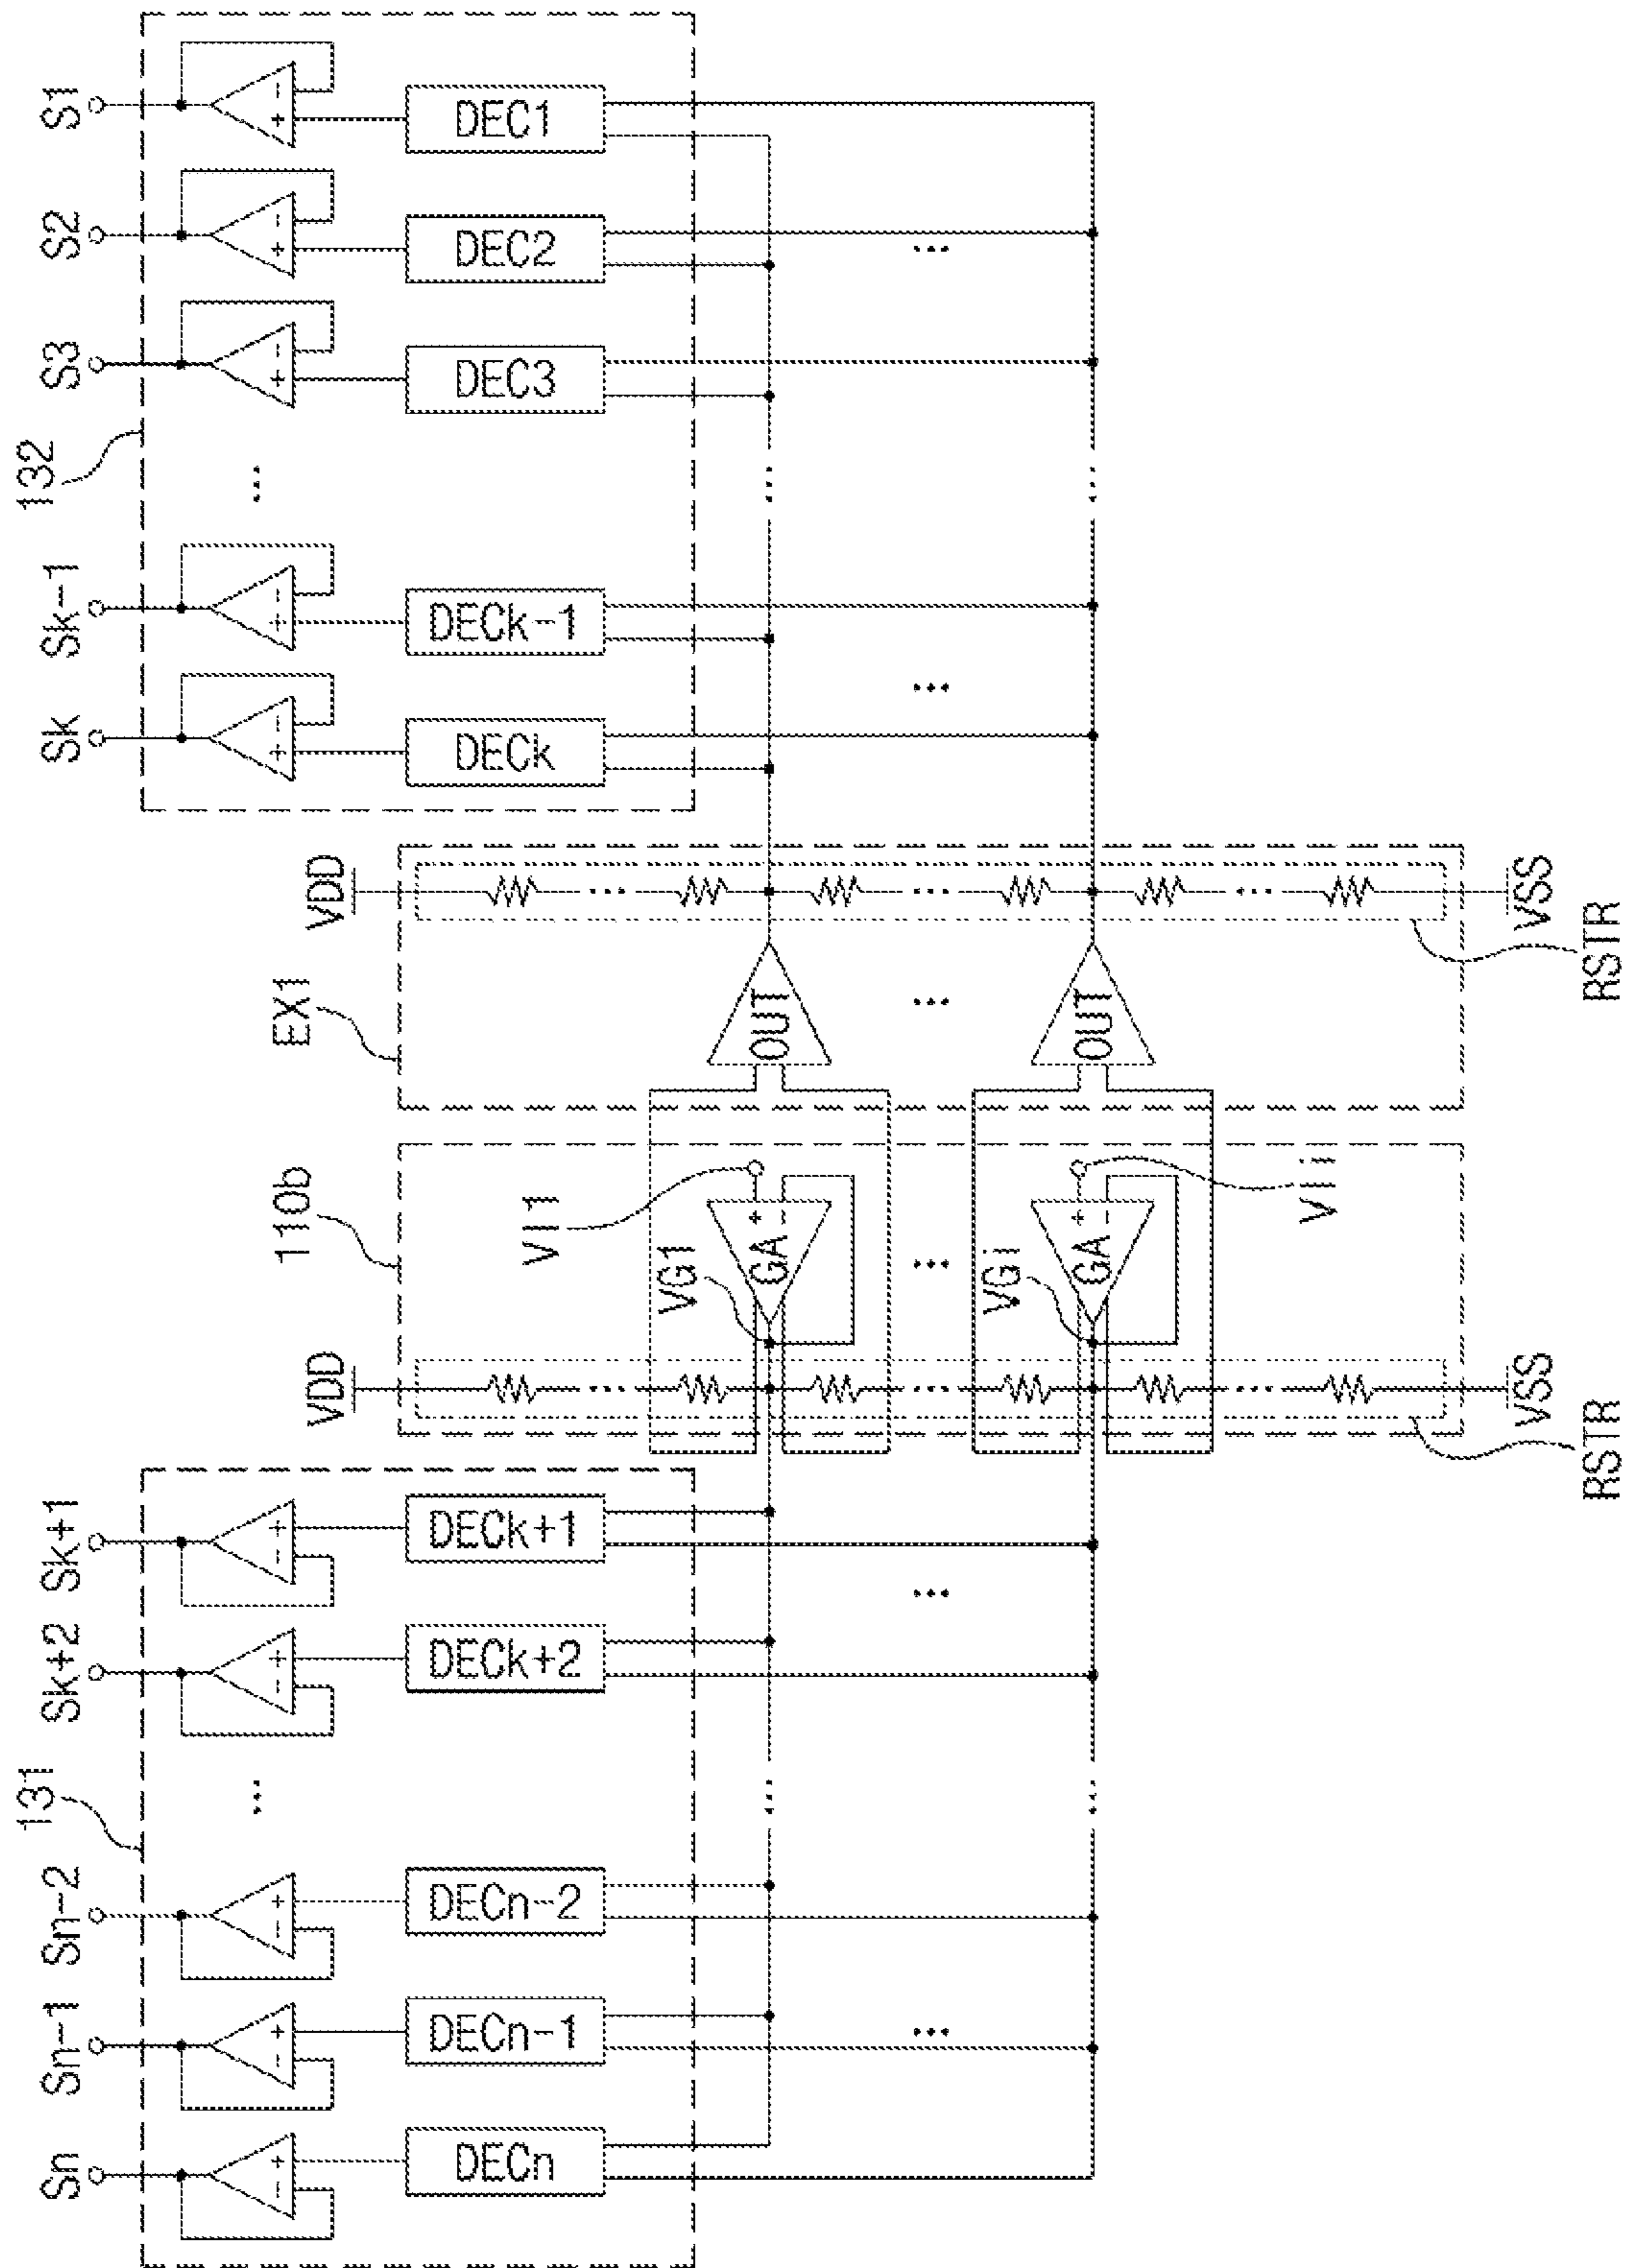 Sn
Sn-1
Sn-2
...
Sk+2
Sk+1
Sk
Sk-1
...
S3
S2
S1
131
132
+
−
+
−
+
−
+
−
+
−
+
−
+
−
+
−
+
−
+
−
DECn
DECn-1
DECn-2
DECk+2
DECk+1
DECk
DECk-1
DEC3
DEC2
DEC1
110b
EX1
VDD
VDD
VG1
VI1
GA
+
−
OUT
...
...
...
...
...
...
VGi
VIi
GA
+
−
OUT
...
...
VSS
VSS
RSTR
RSTR